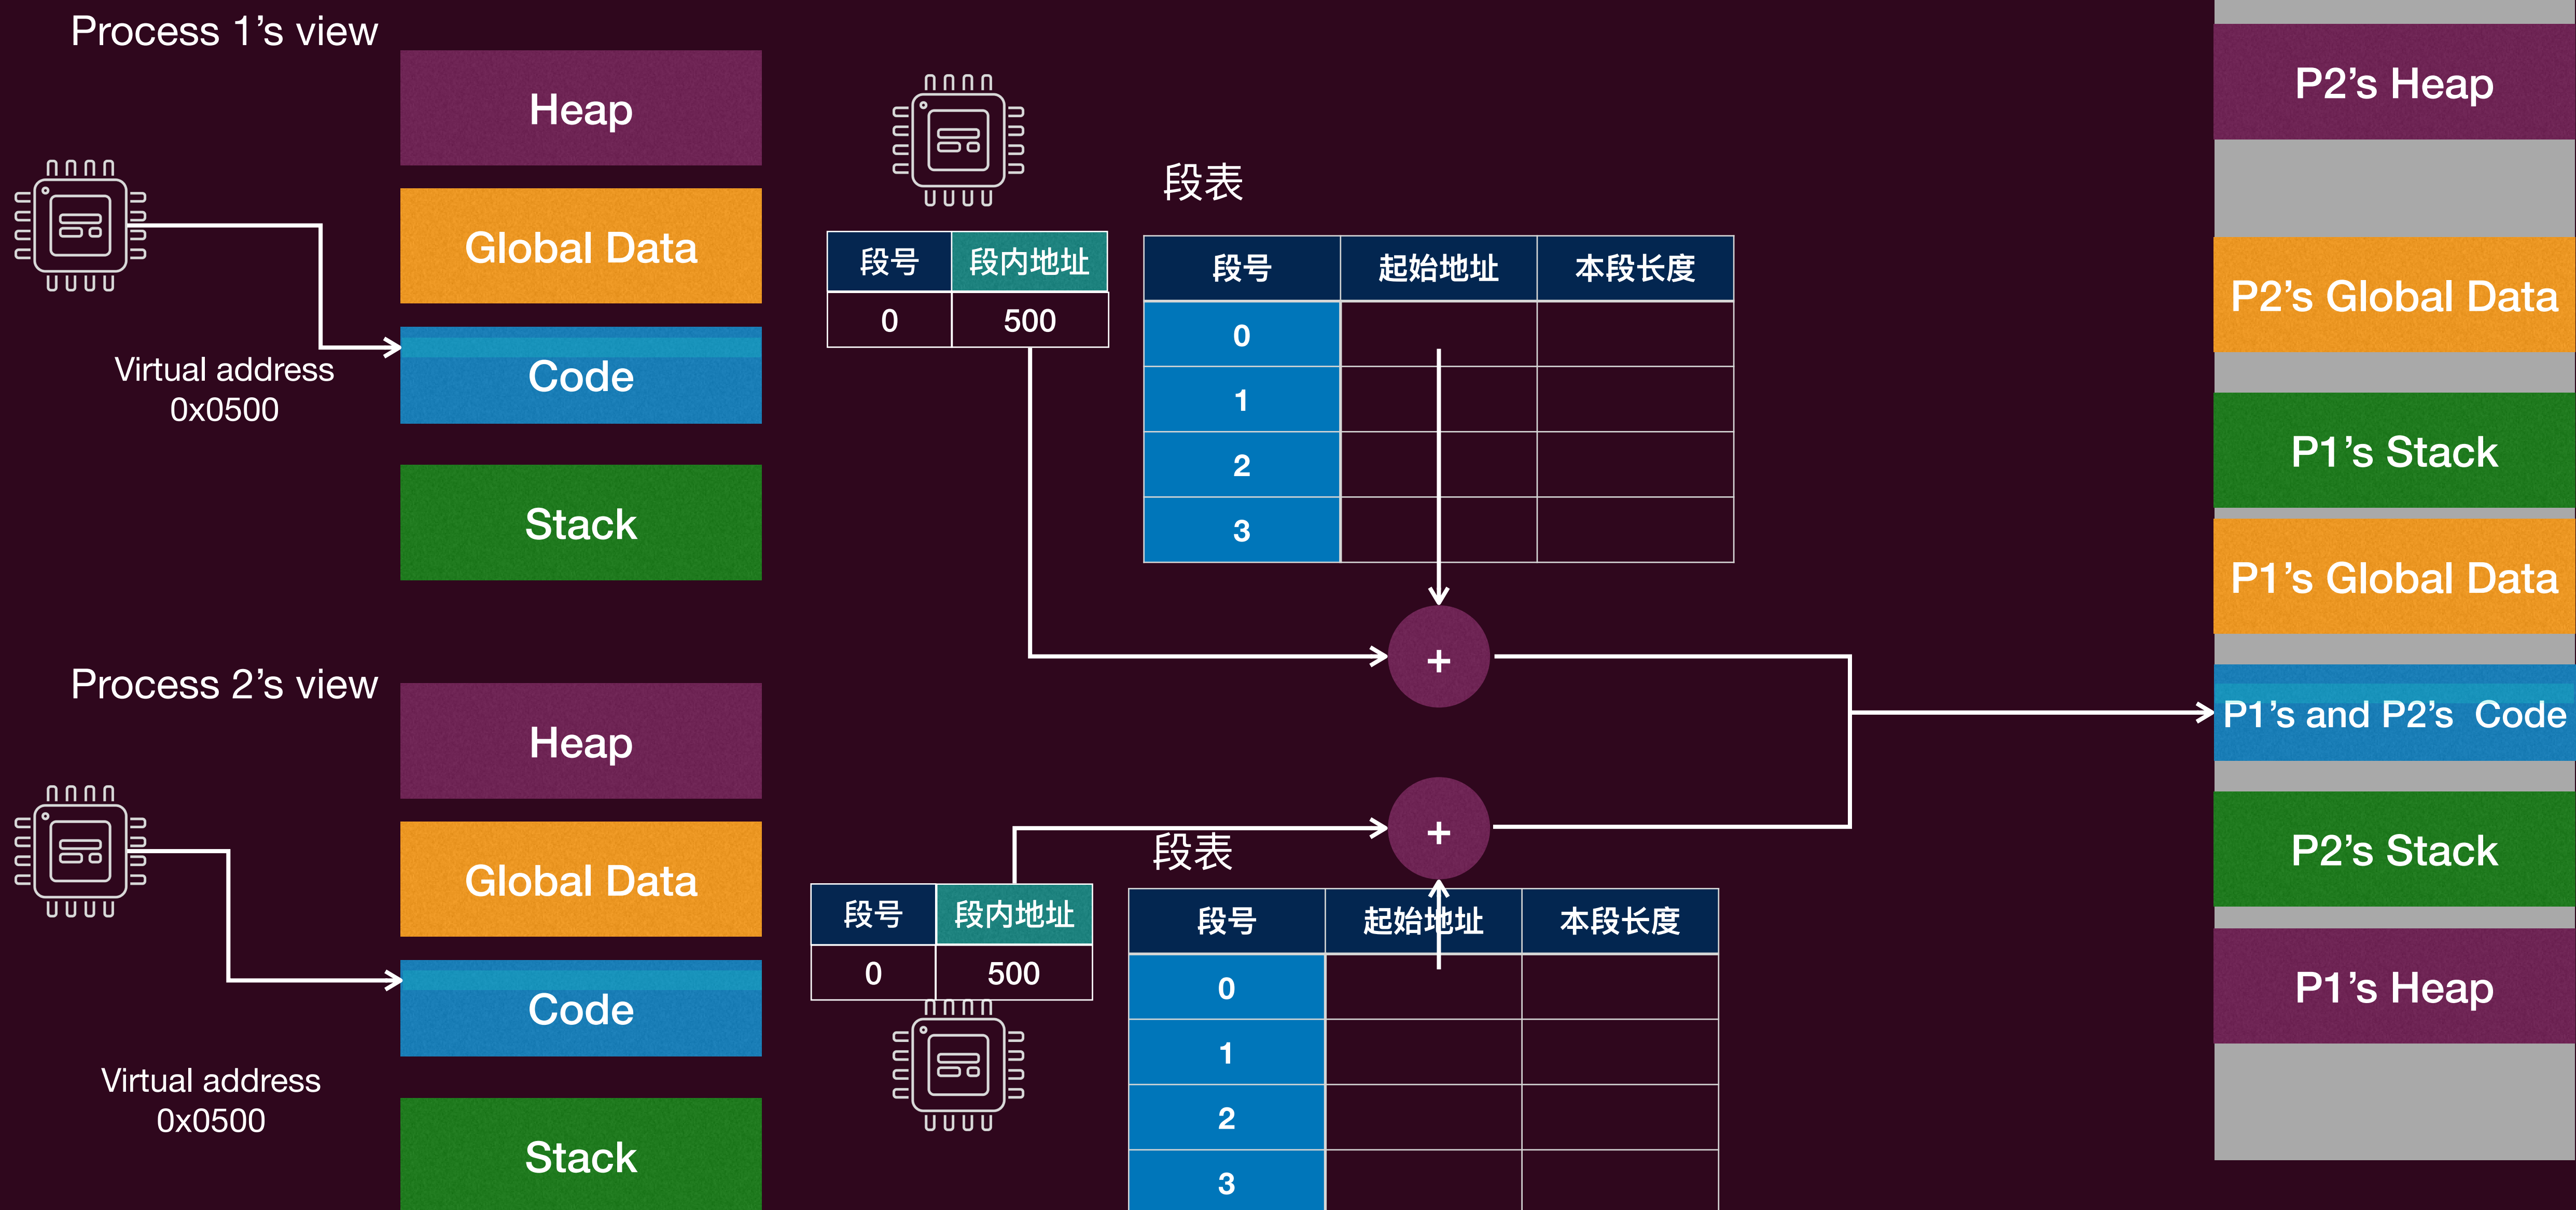 Process 1’s view
Heap
Global Data
Code
Stack
Virtual address
0x0500
段号 段内地址
0 500
段表
段号 起始地址 本段长度
0
1
2
3
+
Process 2’s view
Heap
Global Data
Code
Stack
Virtual address
0x0500
+
段表
段号 段内地址
0 500
段号 起始地址 本段长度
0
1
2
3
P2’s Heap
P2’s Global Data
P1’s Stack
P1’s Global Data
P1’s and P2’s Code
P2’s Stack
P1’s Heap